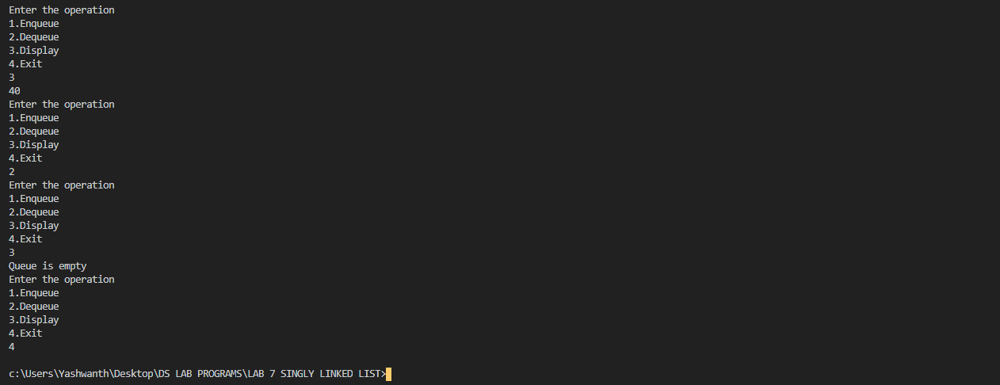 Enter the operation
1.Enqueue
2.Dequeue
3.Display
4.Exit
3
40
Enter the operation
1.Enqueue
2.Dequeue
3.Display
4.Exit
2
Enter the operation
1.Enqueue
2.Dequeue
3.Display
4.Exit
3
Queue is empty
Enter the operation
1.Enqueue
2.Dequeue
3.Display
4.Exit
4
c:\Users\Yashwanth\Desktop\DS LAB PROGRAMS\LAB 7 SINGLY LINKED LIST>